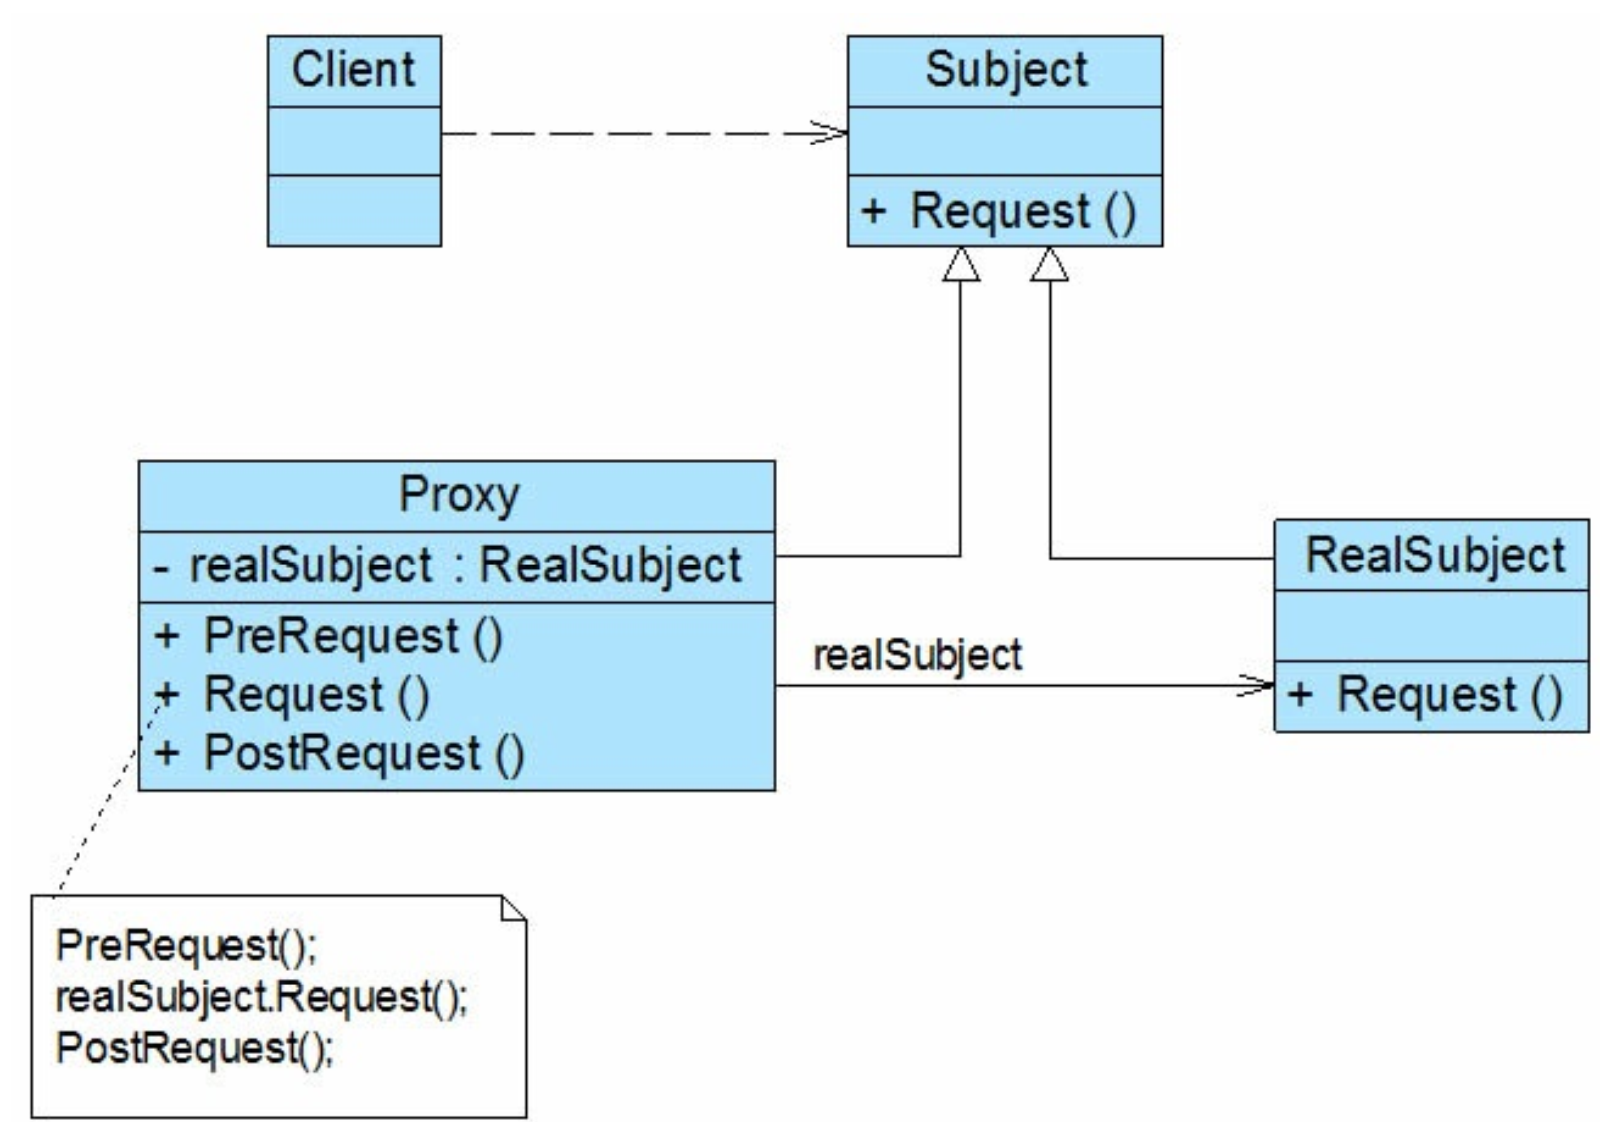 Client
Subject
+ Request ()
Proxy
- realSubject : RealSubject
+ PreRequest ()
+ Request ()
+ PostRequest ()
realSubject
RealSubject
+ Request ()
PreRequest();
realSubject.Request();
PostRequest();